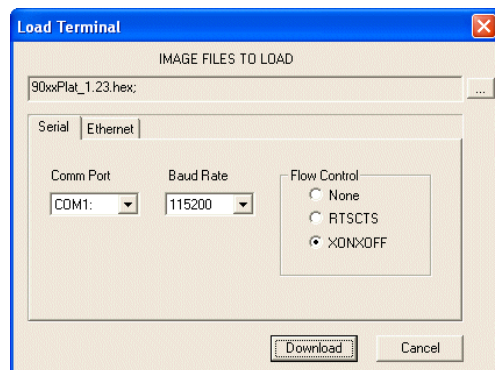 Load Terminal
IMAGE FILES TO LOAD
90xxPlat_1.23.hex;
...
Serial Ethernet
Comm Port Baud Rate Flow Control
None
COM1: 115200
RTSCTS
XONXOFF
Download Cancel